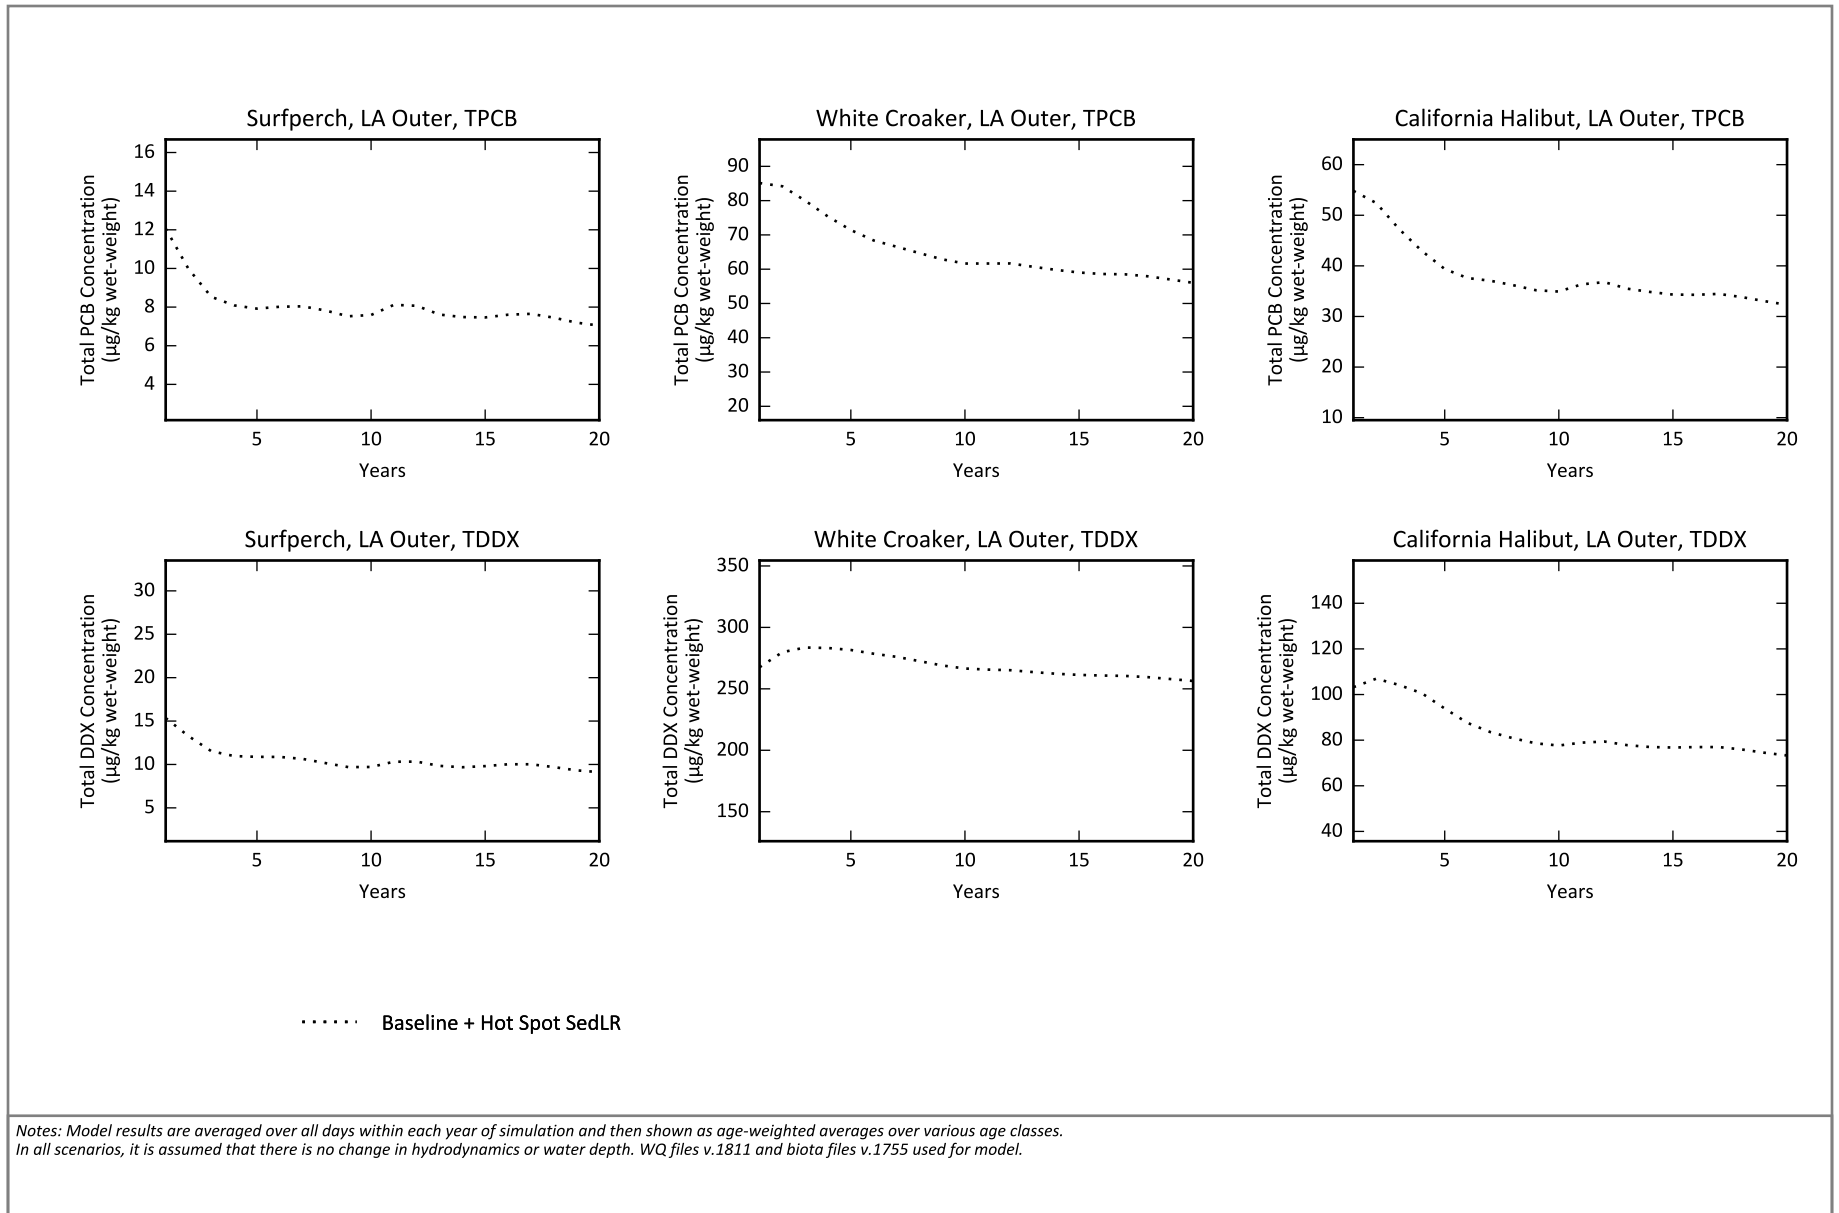 Surfperch, LA Outer, TPCB
Total PCB Concentration
(µg/kg wet-weight)
16
14
12
10
8
6
4
5 10 15 20
Years
White Croaker, LA Outer, TPCB
Total PCB Concentration
(µg/kg wet-weight)
90
80
70
60
50
40
30
20
5 10 15 20
Years
California Halibut, LA Outer, TPCB
Total PCB Concentration
(µg/kg wet-weight)
60
50
40
30
20
10
5 10 15 20
Years
Surfperch, LA Outer, TDDX
Total DDX Concentration
(µg/kg wet-weight)
30
25
20
15
10
5
5 10 15 20
Years
White Croaker, LA Outer, TDDX
Total DDX Concentration
(µg/kg wet-weight)
350
300
250
200
150
5 10 15 20
Years
California Halibut, LA Outer, TDDX
Total DDX Concentration
(µg/kg wet-weight)
140
120
100
80
60
40
5 10 15 20
Years
Baseline + Hot Spot SedLR
Notes: Model results are averaged over all days within each year of simulation and then shown as age-weighted averages over various age classes.
In all scenarios, it is assumed that there is no change in hydrodynamics or water depth. WQ files v.1811 and biota files v.1755 used for model.